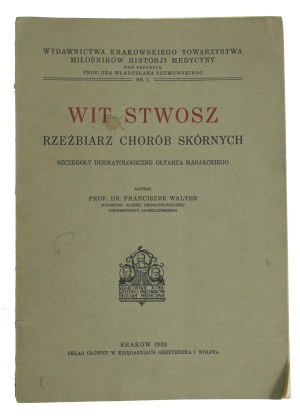 WYDAWNICTWA KRAKOWSKIEGO TOWARZYSTWA
MIŁOŚNIKÓW HISTORJI MEDYCYNY
POD REDAKCJĄ
PROF. DRA WŁADYSŁAWA SZUMOWSKIEGO
NR. 1.
WIT STWOSZ
RZEŹBIARZ CHORÓB SKÓRNYCH
SZCZEGÓŁY DERMATOLOGICZNE OŁTARZA MARJACKIEGO
NAPISAŁ
PROF. DR. FRANCISZEK WALTER
DYREKTOR KLINIKI DERMATOLOGICZNEJ
UNIWERSYTETU JAGIELLOŃSKIEGO
KRAKÓW 1933
SKŁAD GŁÓWNY W KSIĘGARNIACH GEBETHNERA I WOLFFA